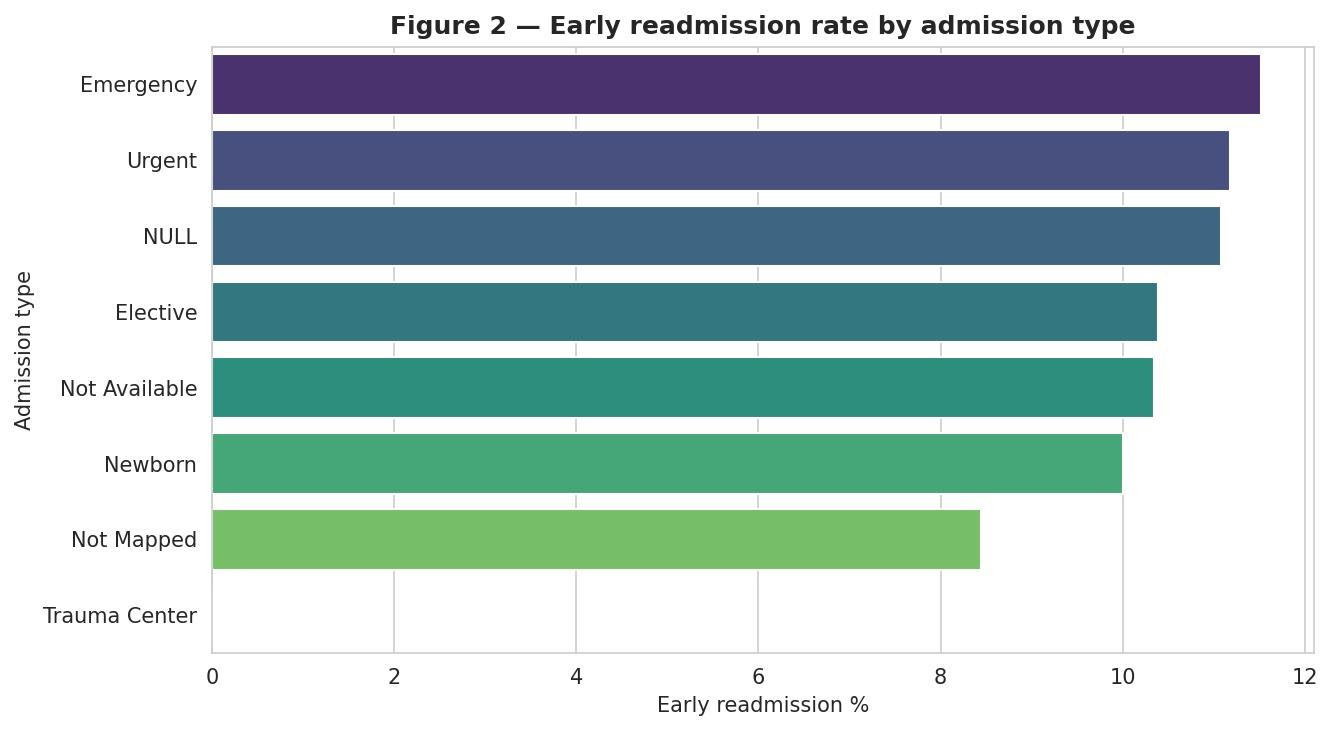 Figure 2 — Early readmission rate by admission type
Admission type
Emergency
Urgent
NULL
Elective
Not Available
Newborn
Not Mapped
Trauma Center
0 2 4 6 8 10 12
Early readmission %